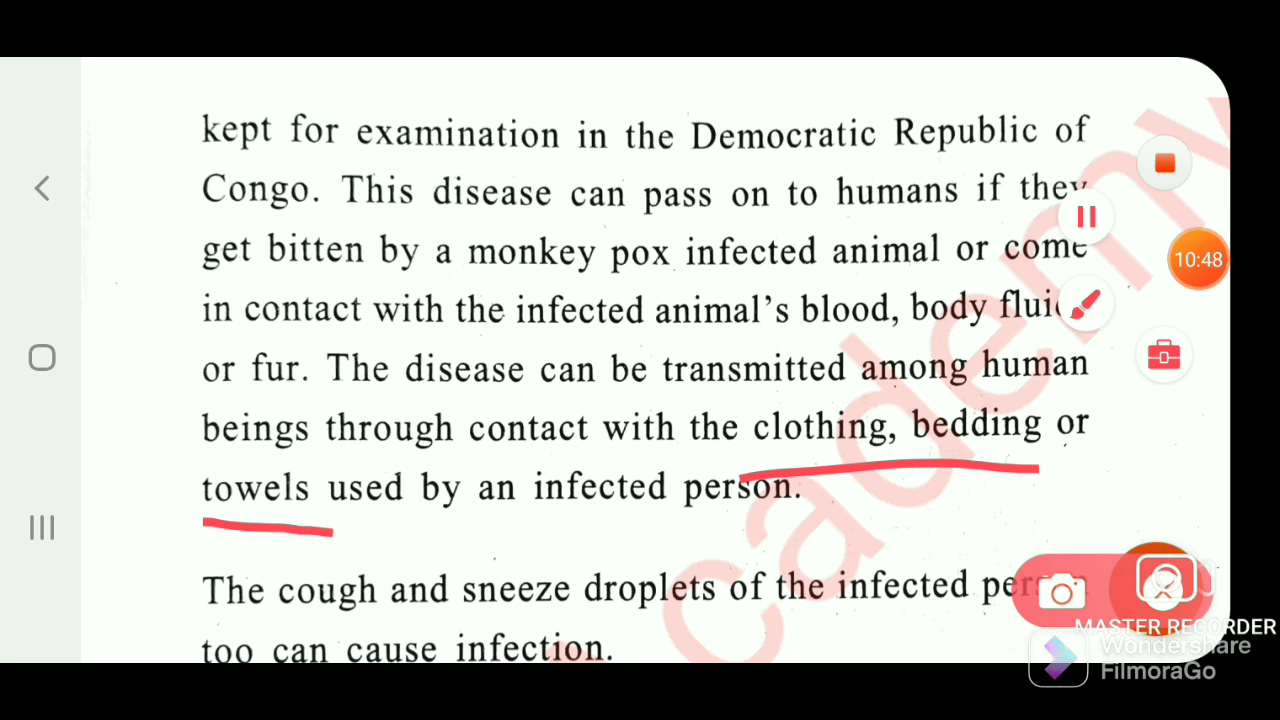 kept for examination in the Democratic Republic of
Congo. This disease can pass on to humans if they
get bitten by a monkey pox infected animal or come
in contact with the infected animal's blood, body fluid
or fur. The disease can be transmitted among human
beings through contact with the clothing, bedding or
towels used by an infected person.
The cough and sneeze droplets of the infected person
too can cause infection.
cademy
10:48
MASTER RECORDER
Wondershare
FilmoraGo